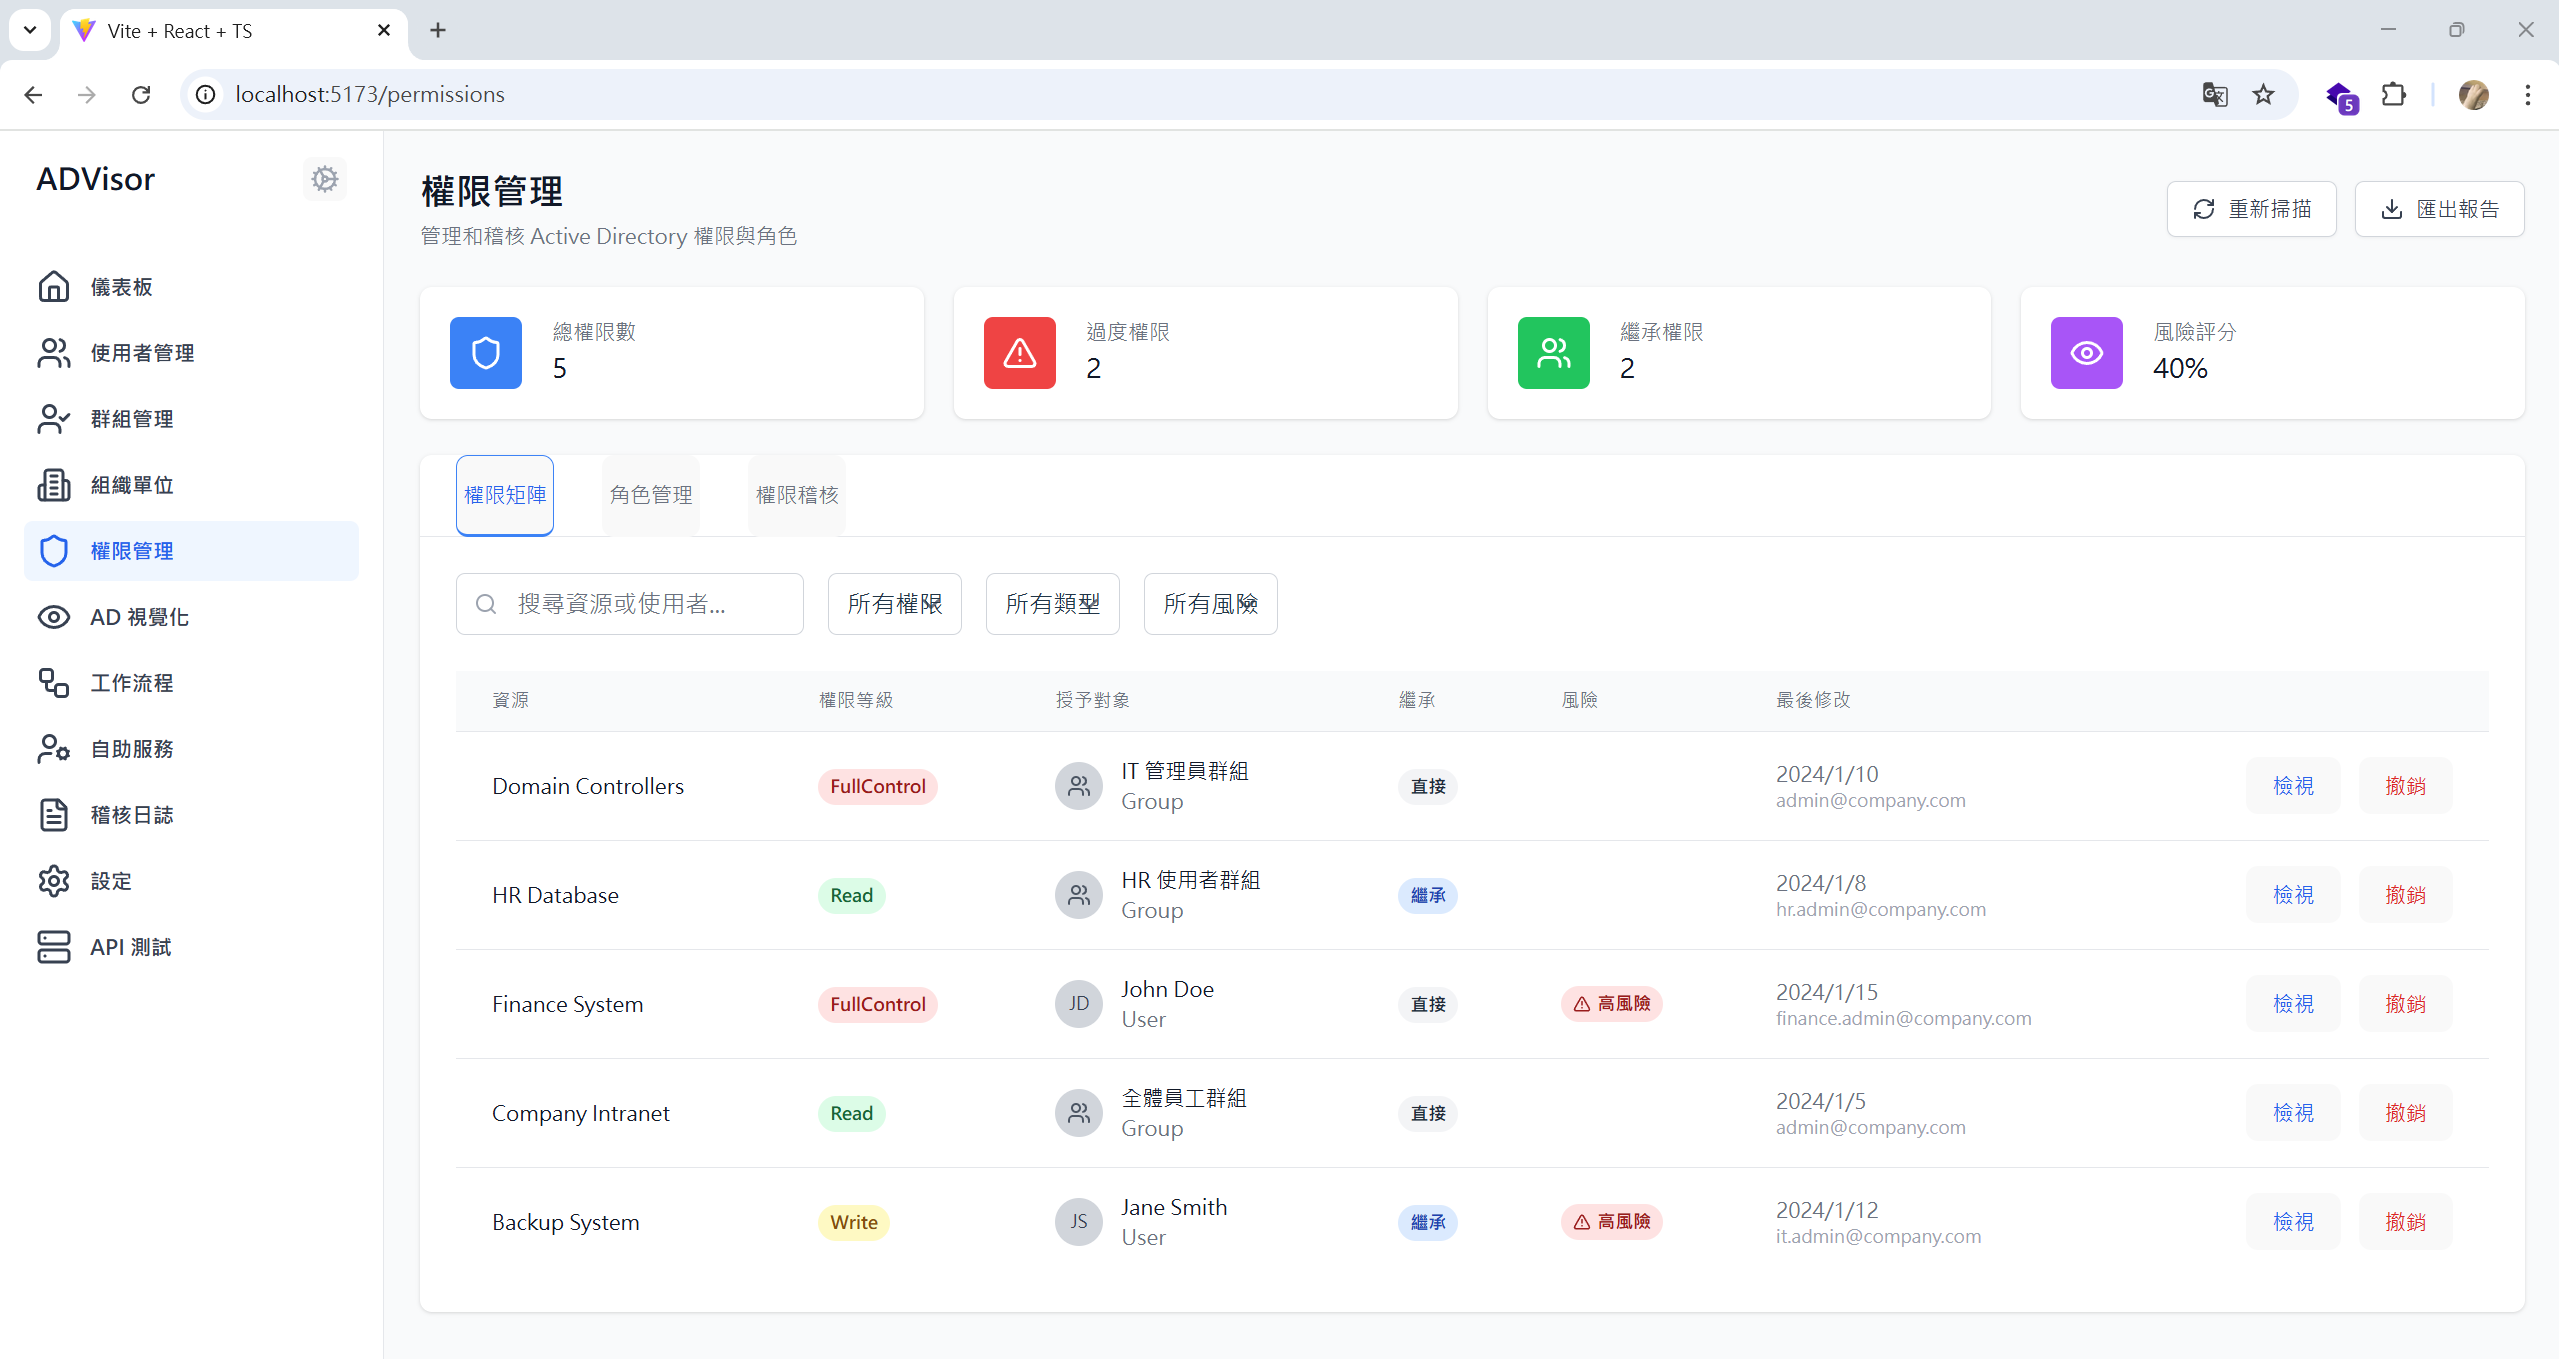 Vite + React + TS
localhost:5173/permissions
5
ADVisor
儀表板
使用者管理
群組管理
組織單位
權限管理
AD 視覺化
工作流程
自助服務
稽核日誌
設定
API 測試
權限管理
管理和稽核 Active Directory 權限與角色
重新掃描
匯出報告
總權限數
5
過度權限
2
繼承權限
2
風險評分
40%
權限矩陣 角色管理 權限稽核
搜尋資源或使用者... 所有權限 所有類型 所有風險
資源 權限等級 授予對象 繼承 風險 最後修改
Domain Controllers FullControl IT 管理員群組 直接 2024/1/10 檢視 撤銷
Group admin@company.com
HR Database Read HR 使用者群組 繼承 2024/1/8 檢視 撤銷
Group hr.admin@company.com
Finance System FullControl JD John Doe 直接 高風險 2024/1/15 檢視 撤銷
User finance.admin@company.com
Company Intranet Read 全體員工群組 直接 2024/1/5 檢視 撤銷
Group admin@company.com
Backup System Write JS Jane Smith 繼承 高風險 2024/1/12 檢視 撤銷
User it.admin@company.com